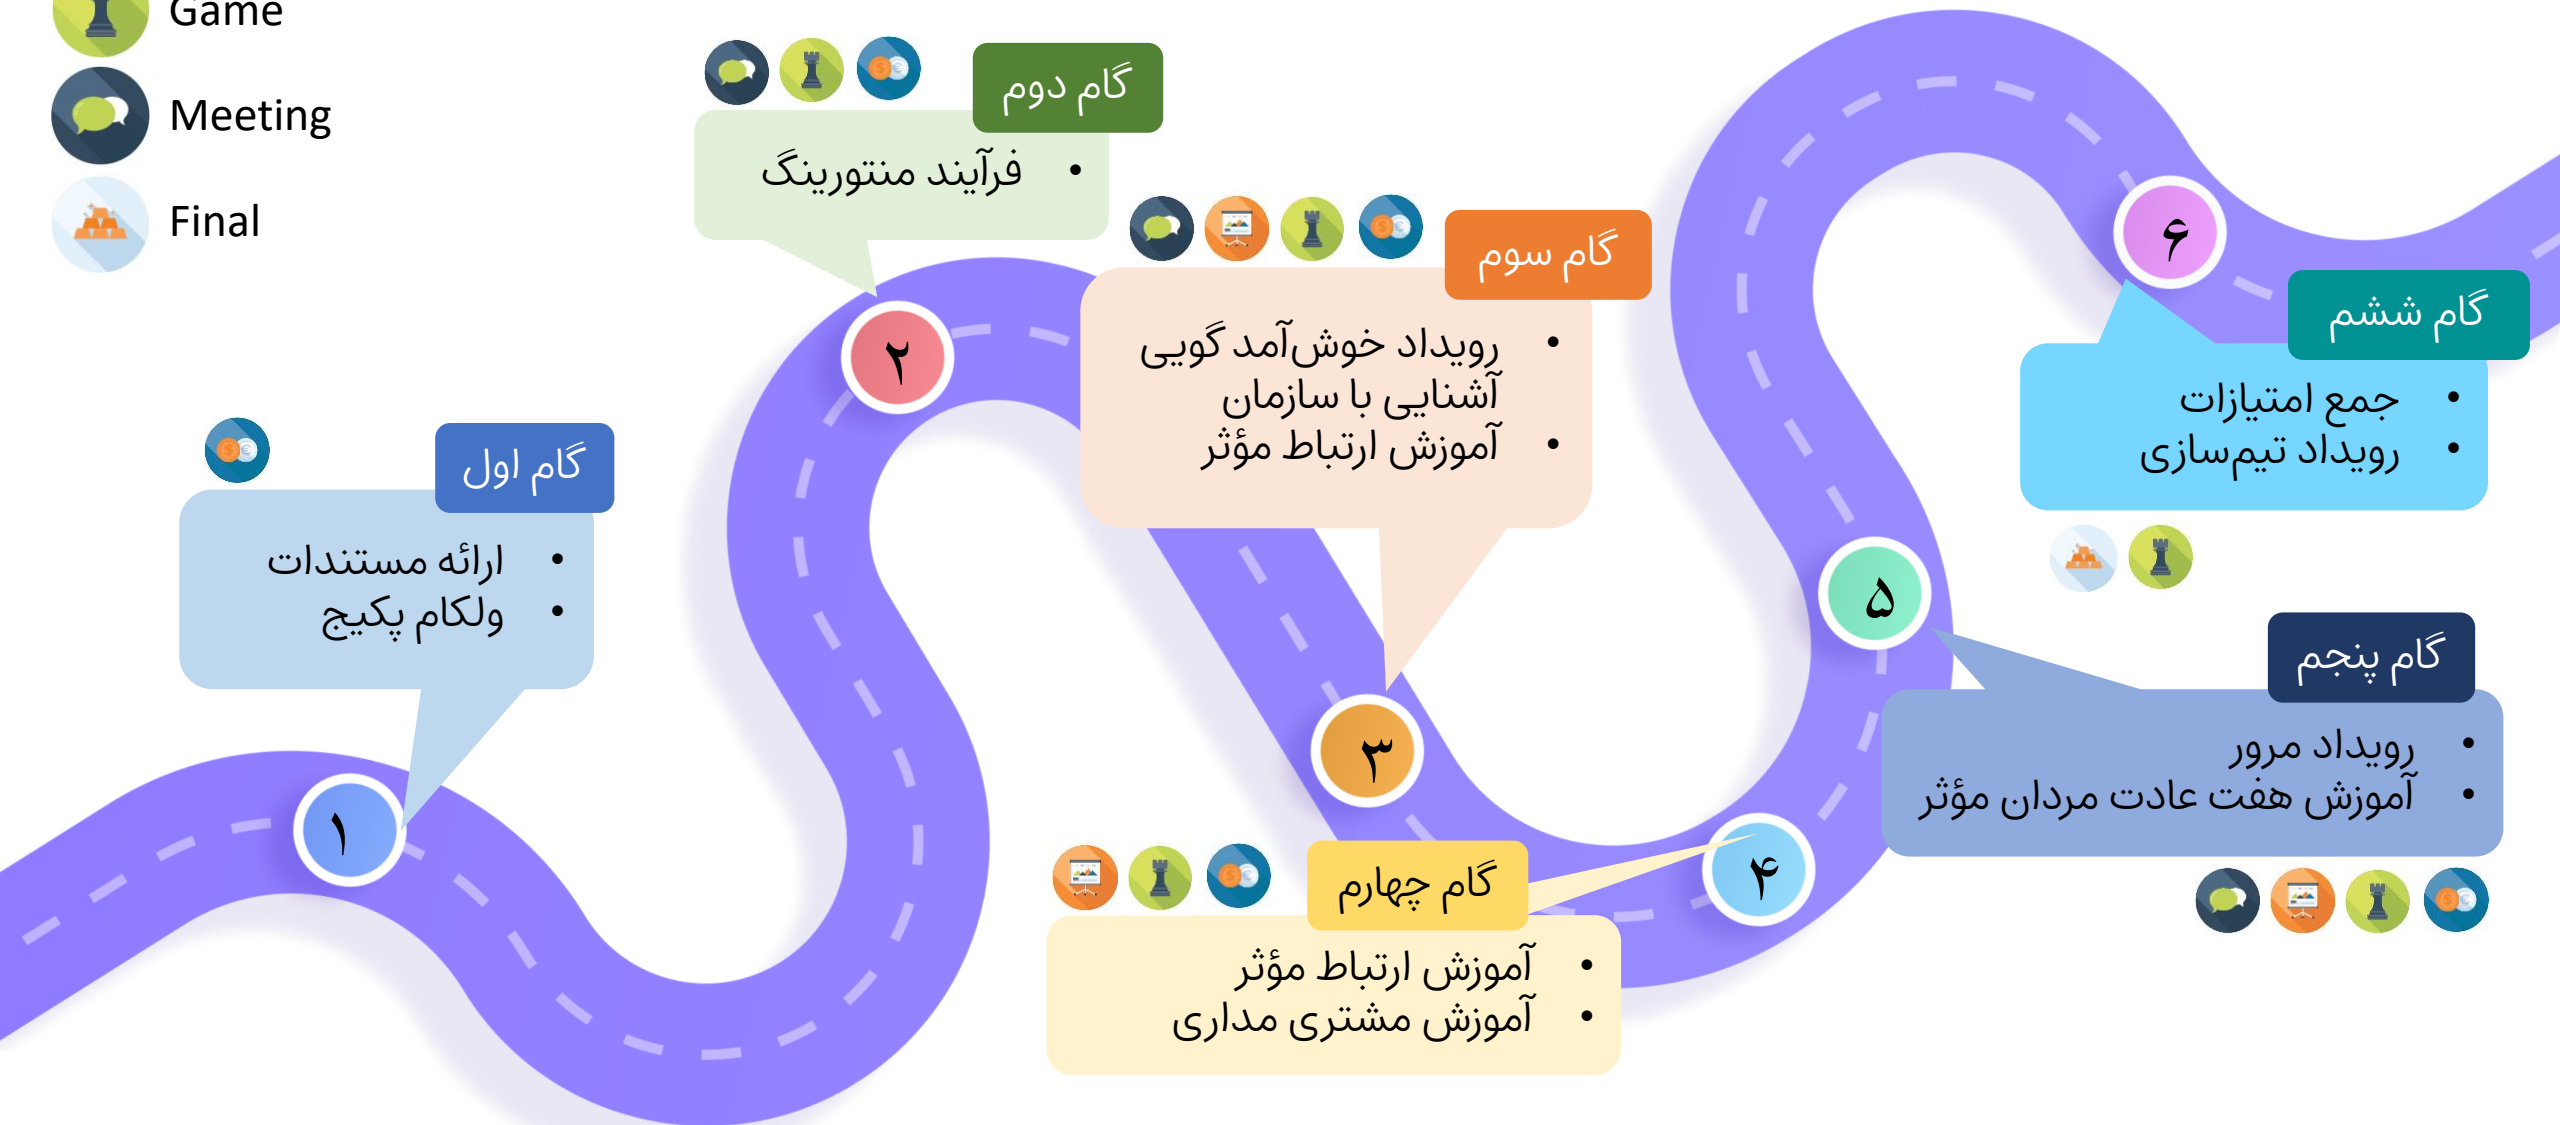 Game
Meeting
Final
گام اول
ارائه مستندات
ولکام پکیج
۱
گام دوم
فرآیند منتورینگ
۲
گام سوم
رویداد خوش‌آمد گویی
آشنایی با سازمان
آموزش ارتباط مؤثر
۳
گام چهارم
آموزش ارتباط مؤثر
آموزش مشتری مداری
۴
گام پنجم
رویداد مرور
آموزش هفت عادت مردان مؤثر
۵
گام ششم
جمع امتیازات
رویداد تیم‌سازی
۶